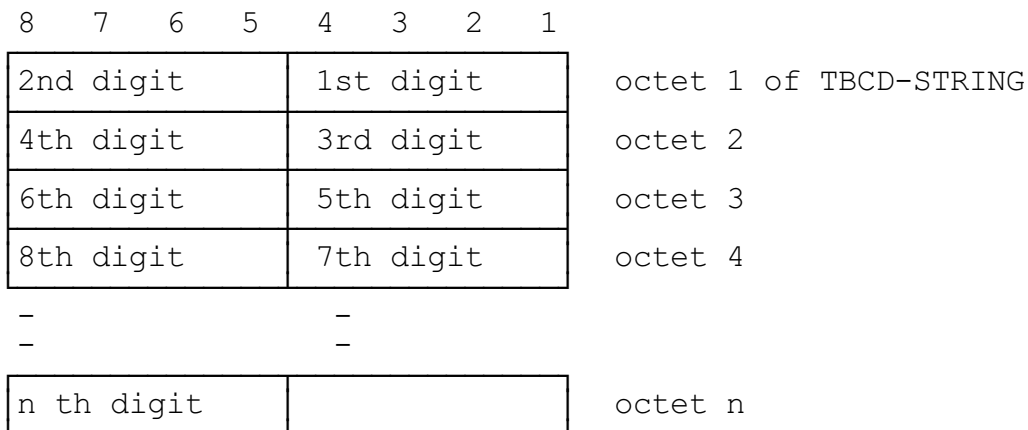 8 7 6 5 4 3 2 1
2nd digit 1st digit octet 1 of TBCD-STRING
4th digit 3rd digit octet 2
6th digit 5th digit octet 3
8th digit 7th digit octet 4
- -
- -
n th digit octet n